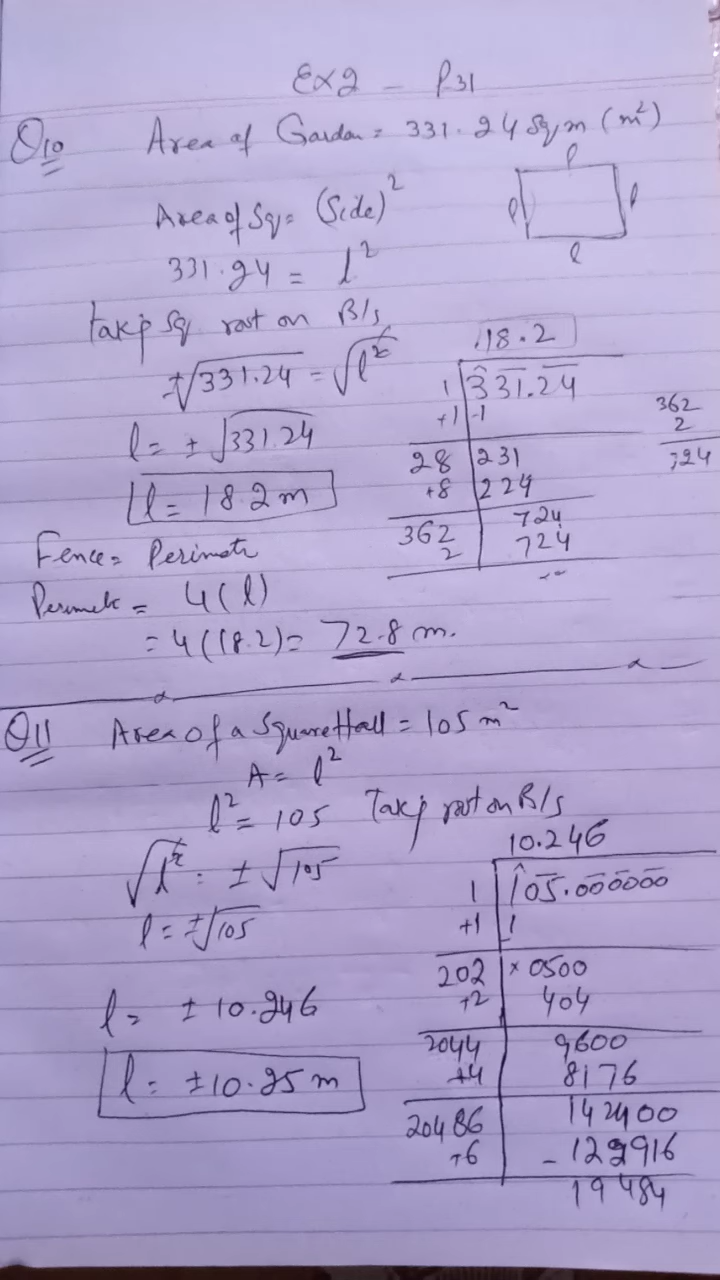 Ex2 - P31
Q10 Area of Garden = 331.24 Sq m (m²)
l
Area of Sq = (Side)²
l l
331.24 = l²
l
Takig Sq root on B/s
±√331.24 = √l²
l = ± √331.24
l = 18.2 m
18.2
1 331.24
+1 -1
28 231
+8 224
362 724
2 724
362
2
724
Fence = Perimetr
Perimetr = 4(l)
= 4(18.2) = 72.8 m.
Q11 Area of a Square Hall = 105 m²
A = l²
l² = 105 Takig root on B/s
√l² = ± √105
l = ±√105
l = ± 10.246
l = ±10.25 m
10.246
1 105.000000
+1 1
202 × 0500
+2 404
2044 9600
+4 8176
20486 142400
+6 - 122916
19484